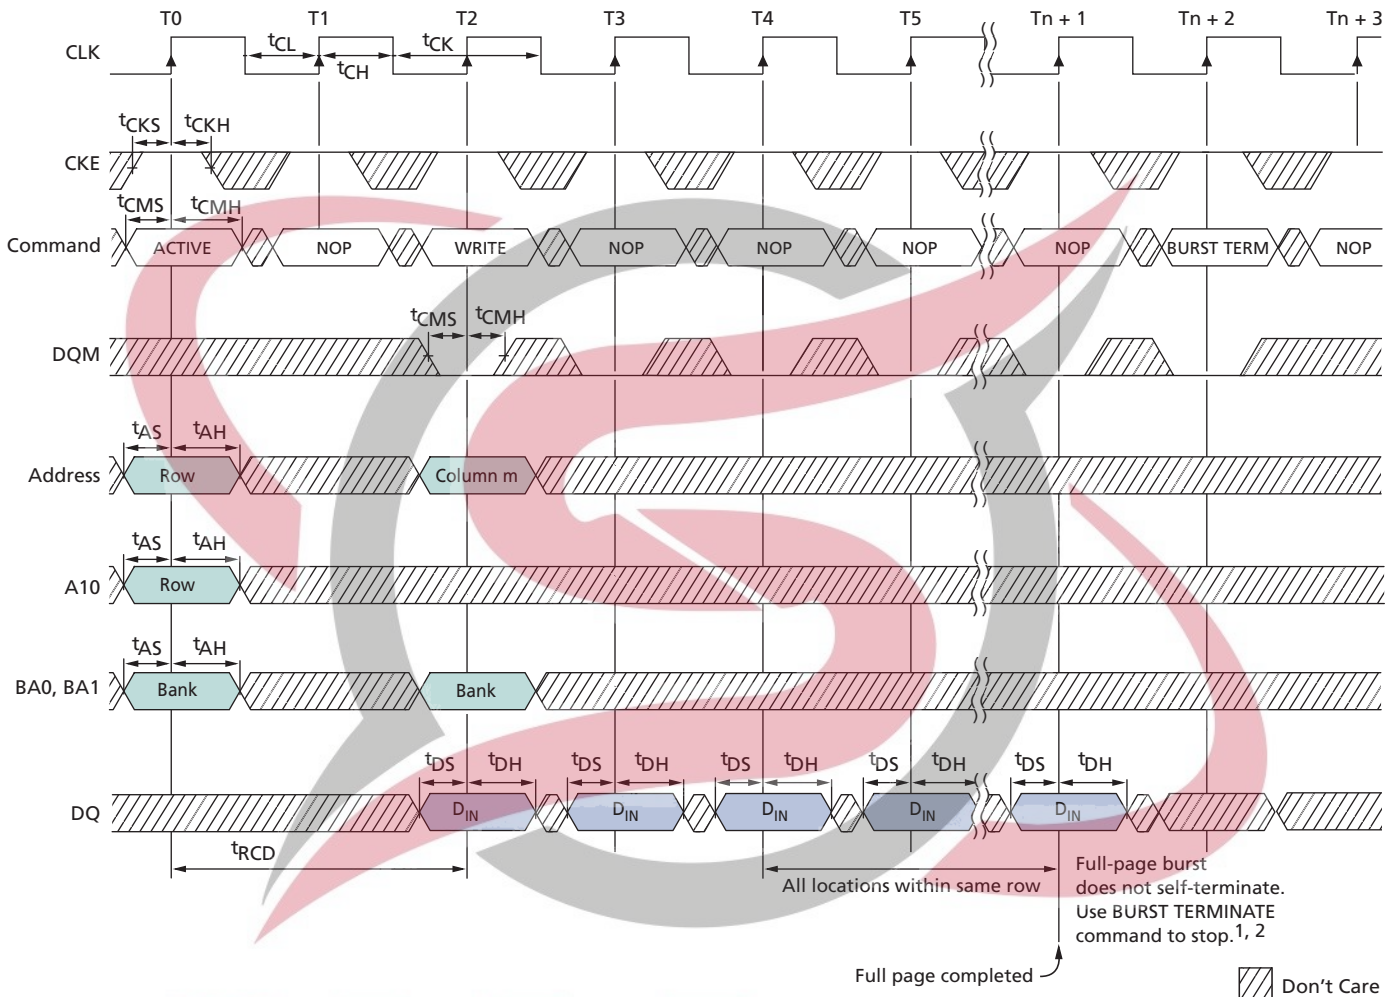 T0 T1 T2 T3 T4 T5 Tn + 1 Tn + 2 Tn + 3
CLK
tCL tCK
tCH
tCKS tCKH
CKE
tCMS tCMH
Command ACTIVE NOP WRITE NOP NOP NOP NOP BURST TERM NOP
tCMS tCMH
DQM
tAS tAH
Address Row Column m
tAS tAH
A10 Row
tAS tAH
BA0, BA1 Bank Bank
tDS tDH tDS tDH tDS tDH tDS tDH tDS tDH
DQ DIN DIN DIN DIN DIN
tRCD
All locations within same row
Full-page burst
does not self-terminate.
Use BURST TERMINATE
command to stop.1, 2
Full page completed
Don't Care